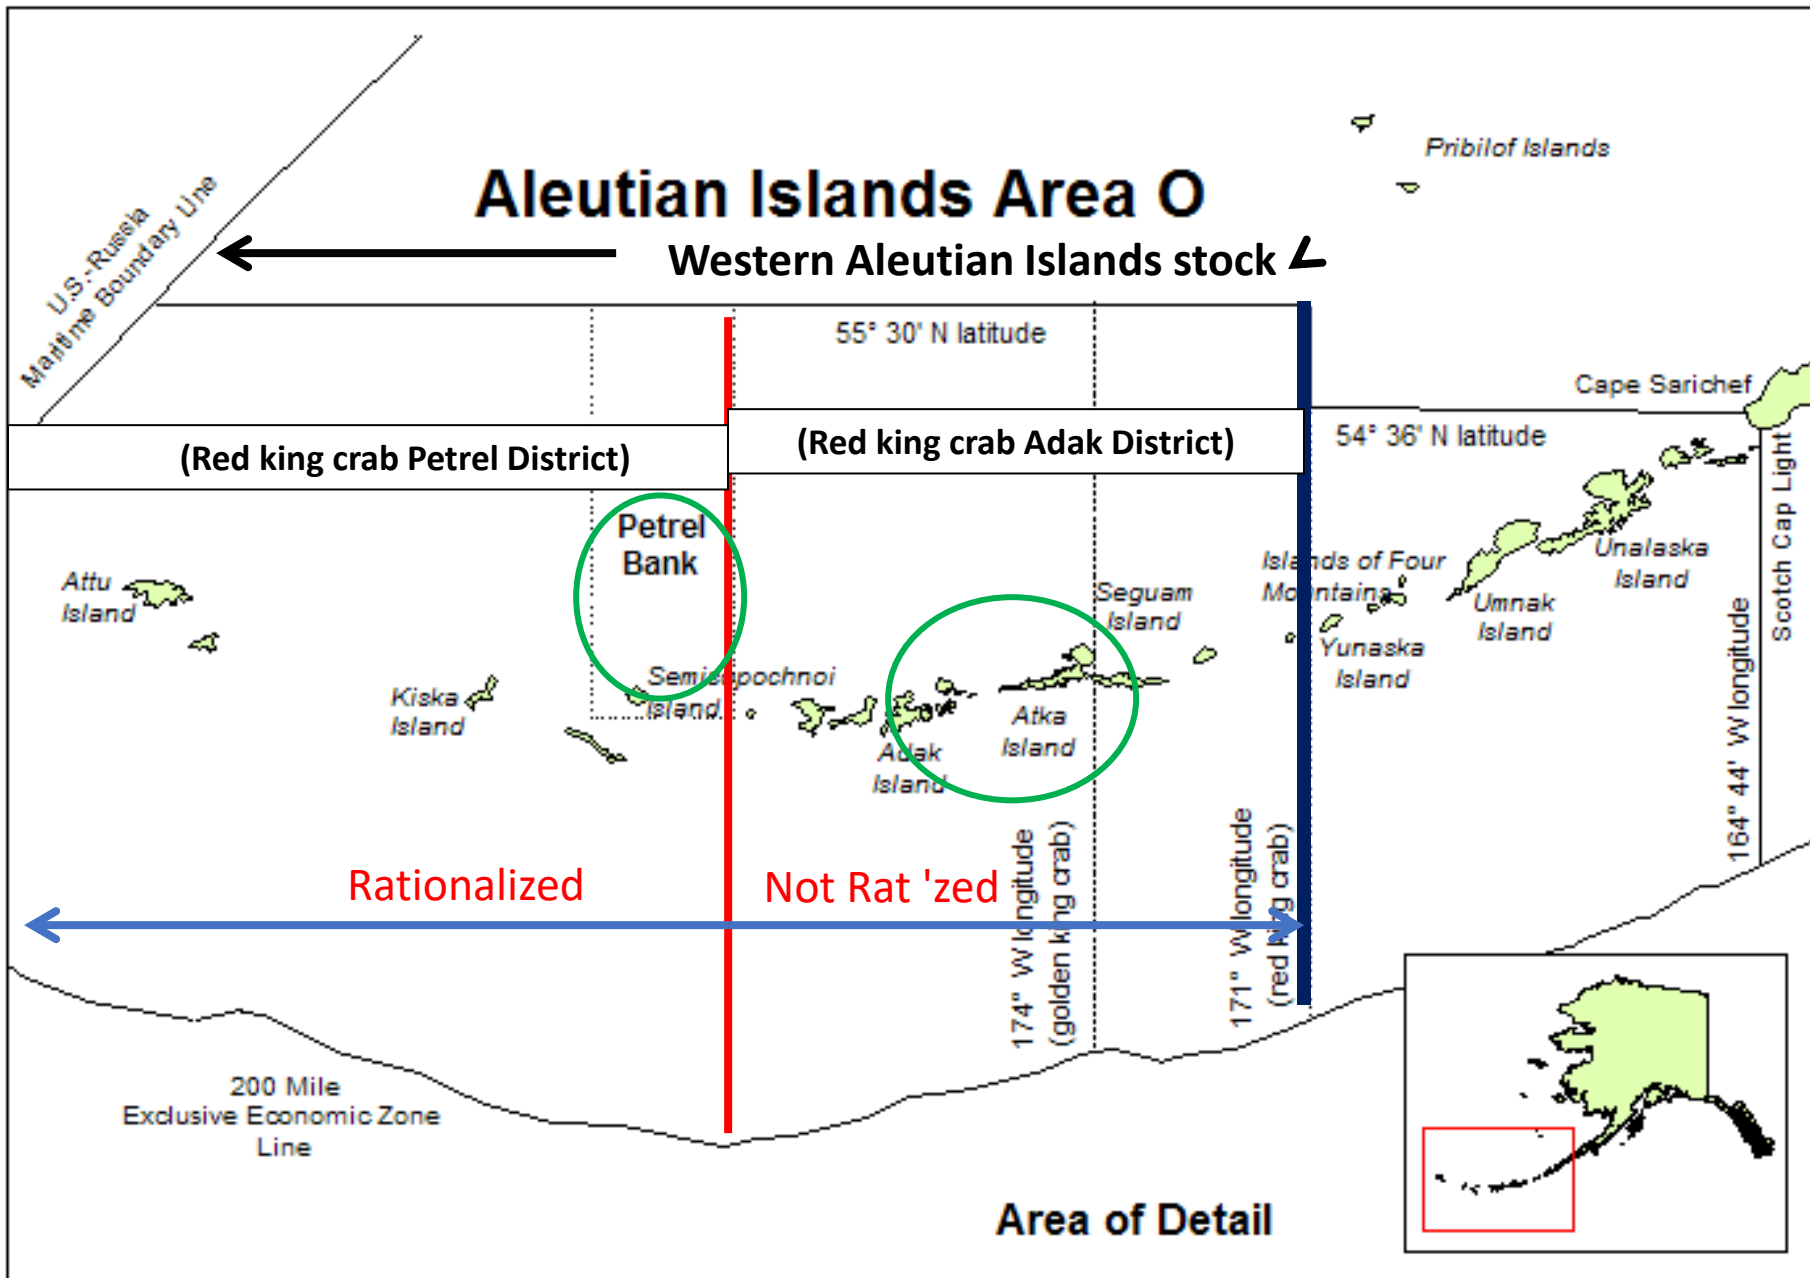 Pribilof Islands
Aleutian Islands Area O
U.S.-Russia
Maritime Boundary Line
Western Aleutian Islands stock
55° 30' N latitude
Cape Sarichef
(Red king crab Petrel District)
(Red king crab Adak District)
54° 36' N latitude
Scotch Cap Light
Petrel
Bank
Attu
Island
Islands of Four
Mountains
Unalaska
Island
Seguam
Island
Umnak
Island
Yunaska
Island
Kiska
Island
Semisopochnoi
Island
Atka
Island
Adak
Island
164° 44' W longitude
174° W longitude
(golden king crab)
171° W longitude
(red king crab)
Rationalized
Not Rat 'zed
200 Mile
Exclusive Economic Zone
Line
Area of Detail